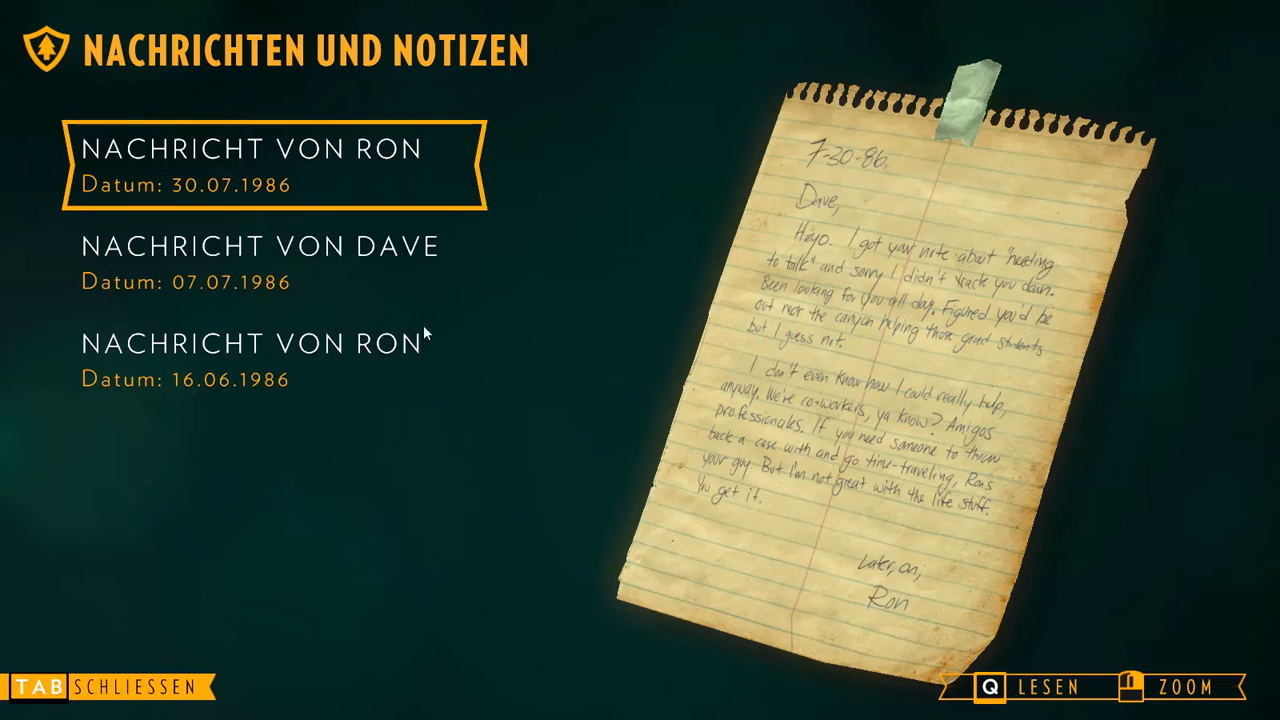 NACHRICHTEN UND NOTIZEN
NACHRICHT VON RON
Datum: 30.07.1986
NACHRICHT VON DAVE
Datum: 07.07.1986
NACHRICHT VON RON
Datum: 16.06.1986
7-30-86
Dave,
Heyo. I got your note about "needing
to talk" and sorry I didn't track you down.
Been looking for you all day. Figured you'd be
out near the canyon helping those grad students
but I guess not.
I don't even know how I could really help,
anyway. We're co-workers, ya know? Amigos
professionales. If you need someone to throw
back a case with and go time-traveling, Rons
your guy. But I'm not great with the life stuff.
You get it.
Later, on,
Ron
TAB SCHLIESSEN
Q LESEN
ZOOM